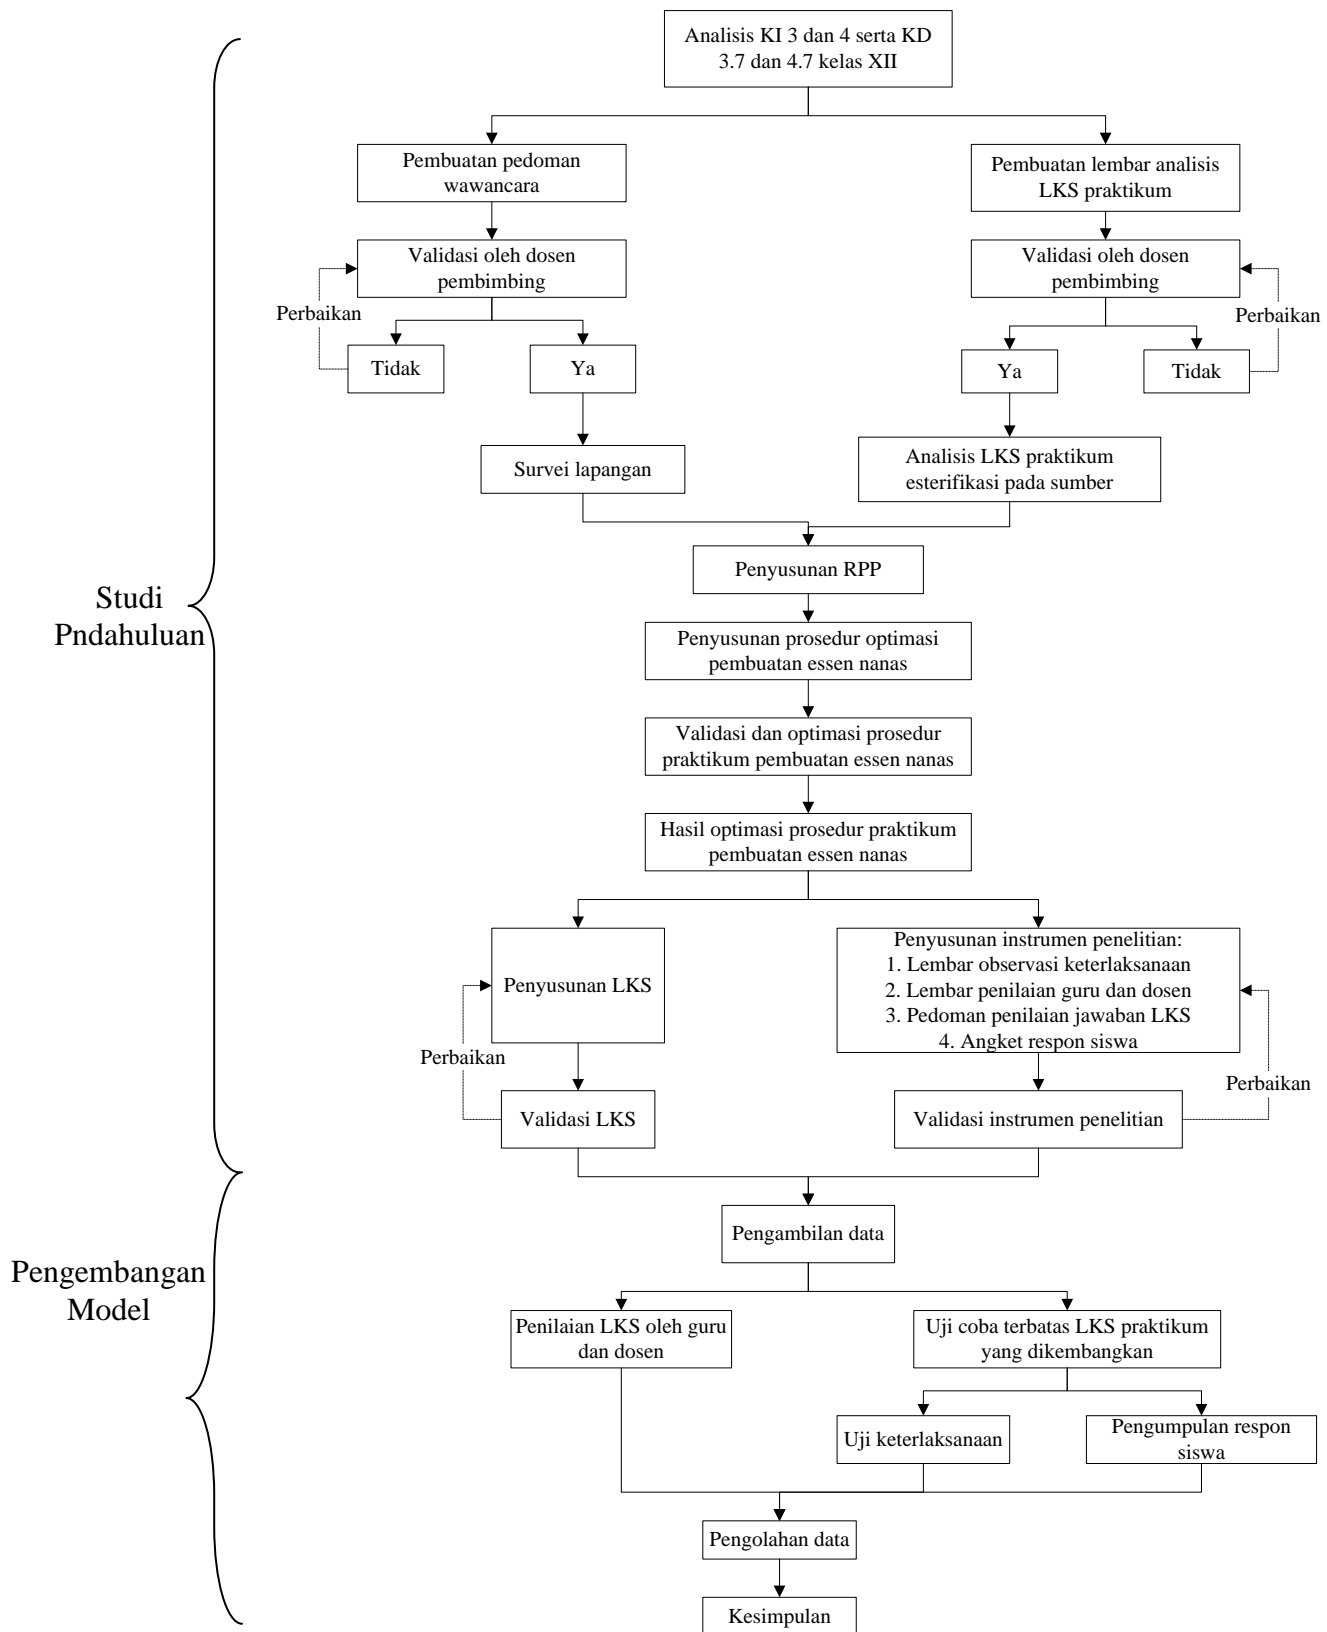 Analisis KI 3 dan 4 serta KD
3.7 dan 4.7 kelas XII
Pembuatan pedoman
wawancara
Pembuatan lembar analisis
LKS praktikum
Validasi oleh dosen
pembimbing
Validasi oleh dosen
pembimbing
Perbaikan
Perbaikan
Tidak
Ya
Ya
Tidak
Survei lapangan
Analisis LKS praktikum
esterifikasi pada sumber
Penyusunan RPP
Studi
Pndahuluan
Penyusunan prosedur optimasi
pembuatan essen nanas
Validasi dan optimasi prosedur
praktikum pembuatan essen nanas
Hasil optimasi prosedur praktikum
pembuatan essen nanas
Penyusunan LKS
Penyusunan instrumen penelitian:
1. Lembar observasi keterlaksanaan
2. Lembar penilaian guru dan dosen
3. Pedoman penilaian jawaban LKS
4. Angket respon siswa
Perbaikan
Perbaikan
Validasi LKS
Validasi instrumen penelitian
Pengambilan data
Pengembangan
Model
Penilaian LKS oleh guru
dan dosen
Uji coba terbatas LKS praktikum
yang dikembangkan
Uji keterlaksanaan
Pengumpulan respon
siswa
Pengolahan data
Kesimpulan